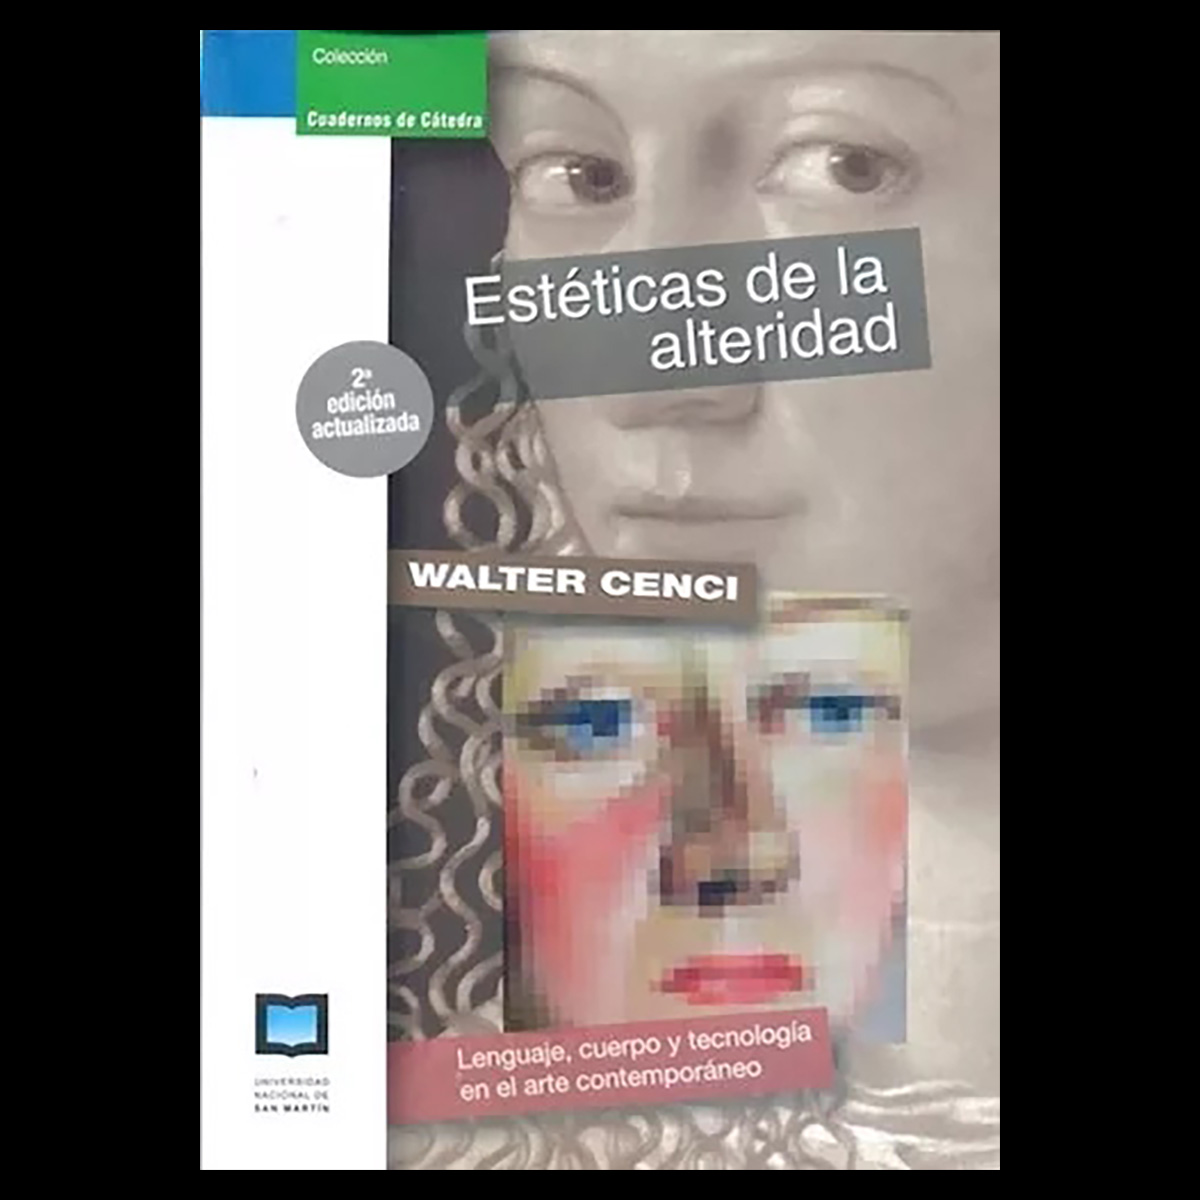 Colección
Cuadernos de Cátedra
Estéticas de la
alteridad
2ª
edición
actualizada
WALTER CENCI
Lenguaje, cuerpo y tecnología
en el arte contemporáneo
UNIVERSIDAD
NACIONAL DE
SAN MARTÍN